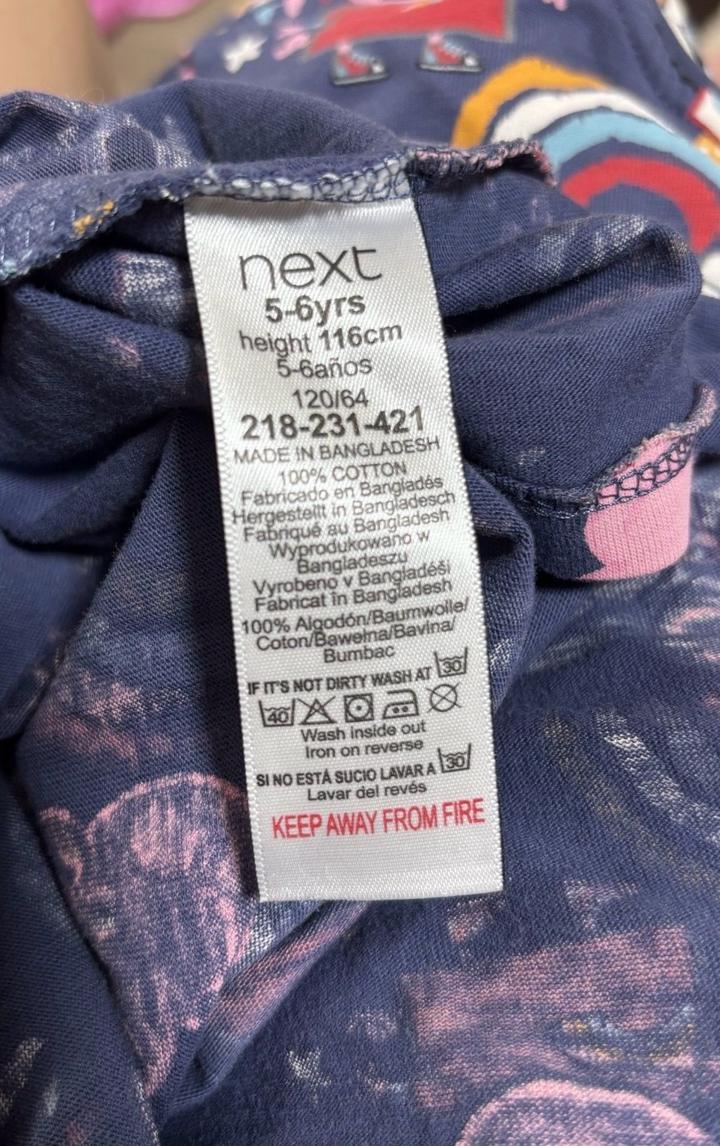 next
5-6yrs
height 116cm
5-6años
120/64
218-231-421
MADE IN BANGLADESH
100% COTTON
Fabricado en Bangladés
Hergestellt in Bangladesch
Fabriqué au Bangladesh
Wyprodukowano w
Bangladeszu
Vyrobeno v Bangladéši
Fabricat în Bangladesh
100% Algodón/Baumwolle/
Coton/Bawełna/Bavlna/
Bumbac
IF IT'S NOT DIRTY WASH AT 30
40
Wash inside out
Iron on reverse
SI NO ESTÁ SUCIO LAVAR A 30
Lavar del revés
KEEP AWAY FROM FIRE